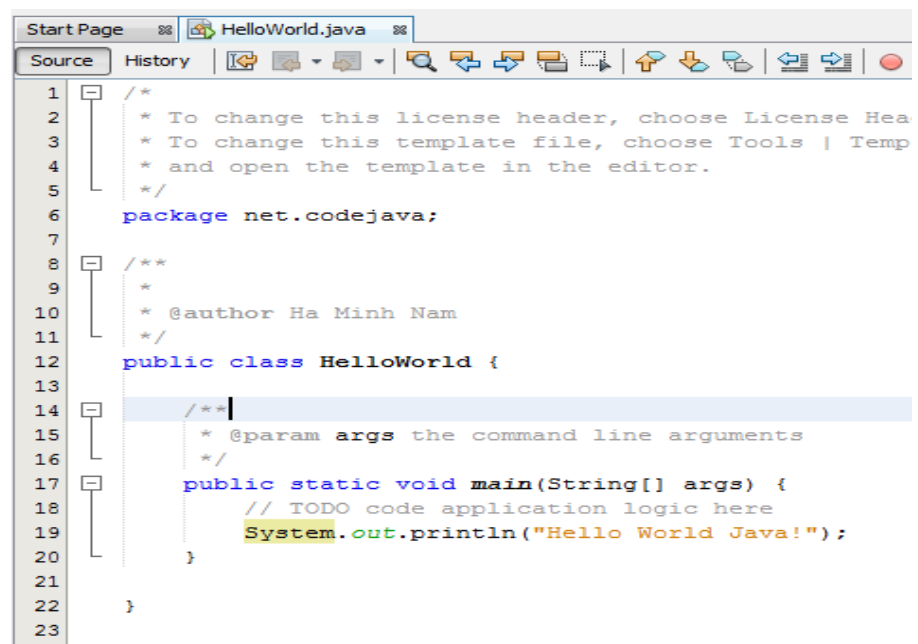 Start Page HelloWorld.java
Source History
1 /*
2 * To change this license header, choose License
3 * To change this template file, choose Tools |
4 * and open the template in the editor.
5 */
6 package net.codejava;
7
8 /**
9 *
10 * @author Ha Minh Nam
11 */
12 public class HelloWorld {
13
14 /**
15 * @param args the command line arguments
16 */
17 public static void main(String[] args) {
18 // TODO code application logic here
19 System.out.println("Hello World Java!");
20 }
21
22 }
23